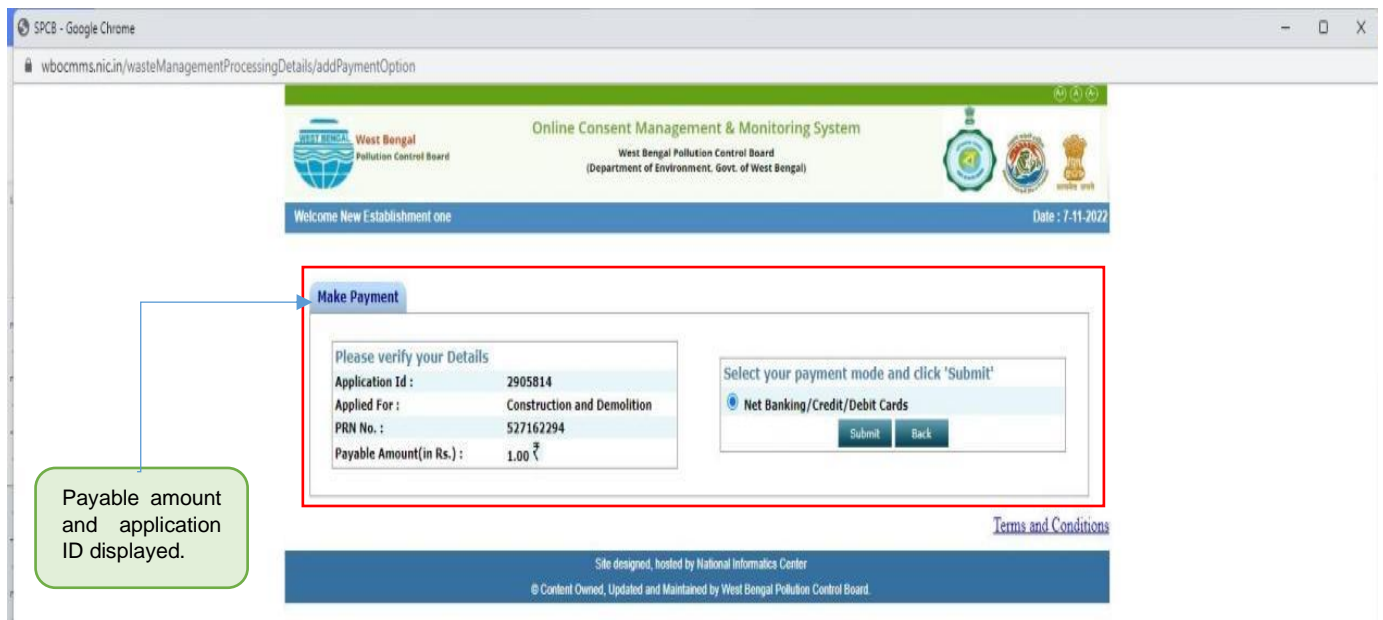 SPCB - Google Chrome
wbocmms.nic.in/wasteManagementProcessingDetails/addPaymentOption
WEST BENGAL
West Bengal
Pollution Control Board
Online Consent Management & Monitoring System
West Bengal Pollution Control Board
(Department of Environment. Govt. of West Bengal)
Welcome New Establishment one
Date : 7-11-2022
Make Payment
Please verify your Details
Application Id : 2905814
Applied For : Construction and Demolition
PRN No. : 527162294
Payable Amount(in Rs.) : 1.00 ₹
Select your payment mode and click 'Submit'
Net Banking/Credit/Debit Cards
Submit Back
Payable amount
and application
ID displayed.
Terms and Conditions
Site designed, hosted by National Informatics Center
© Content Owned, Updated and Maintained by West Bengal Pollution Control Board.